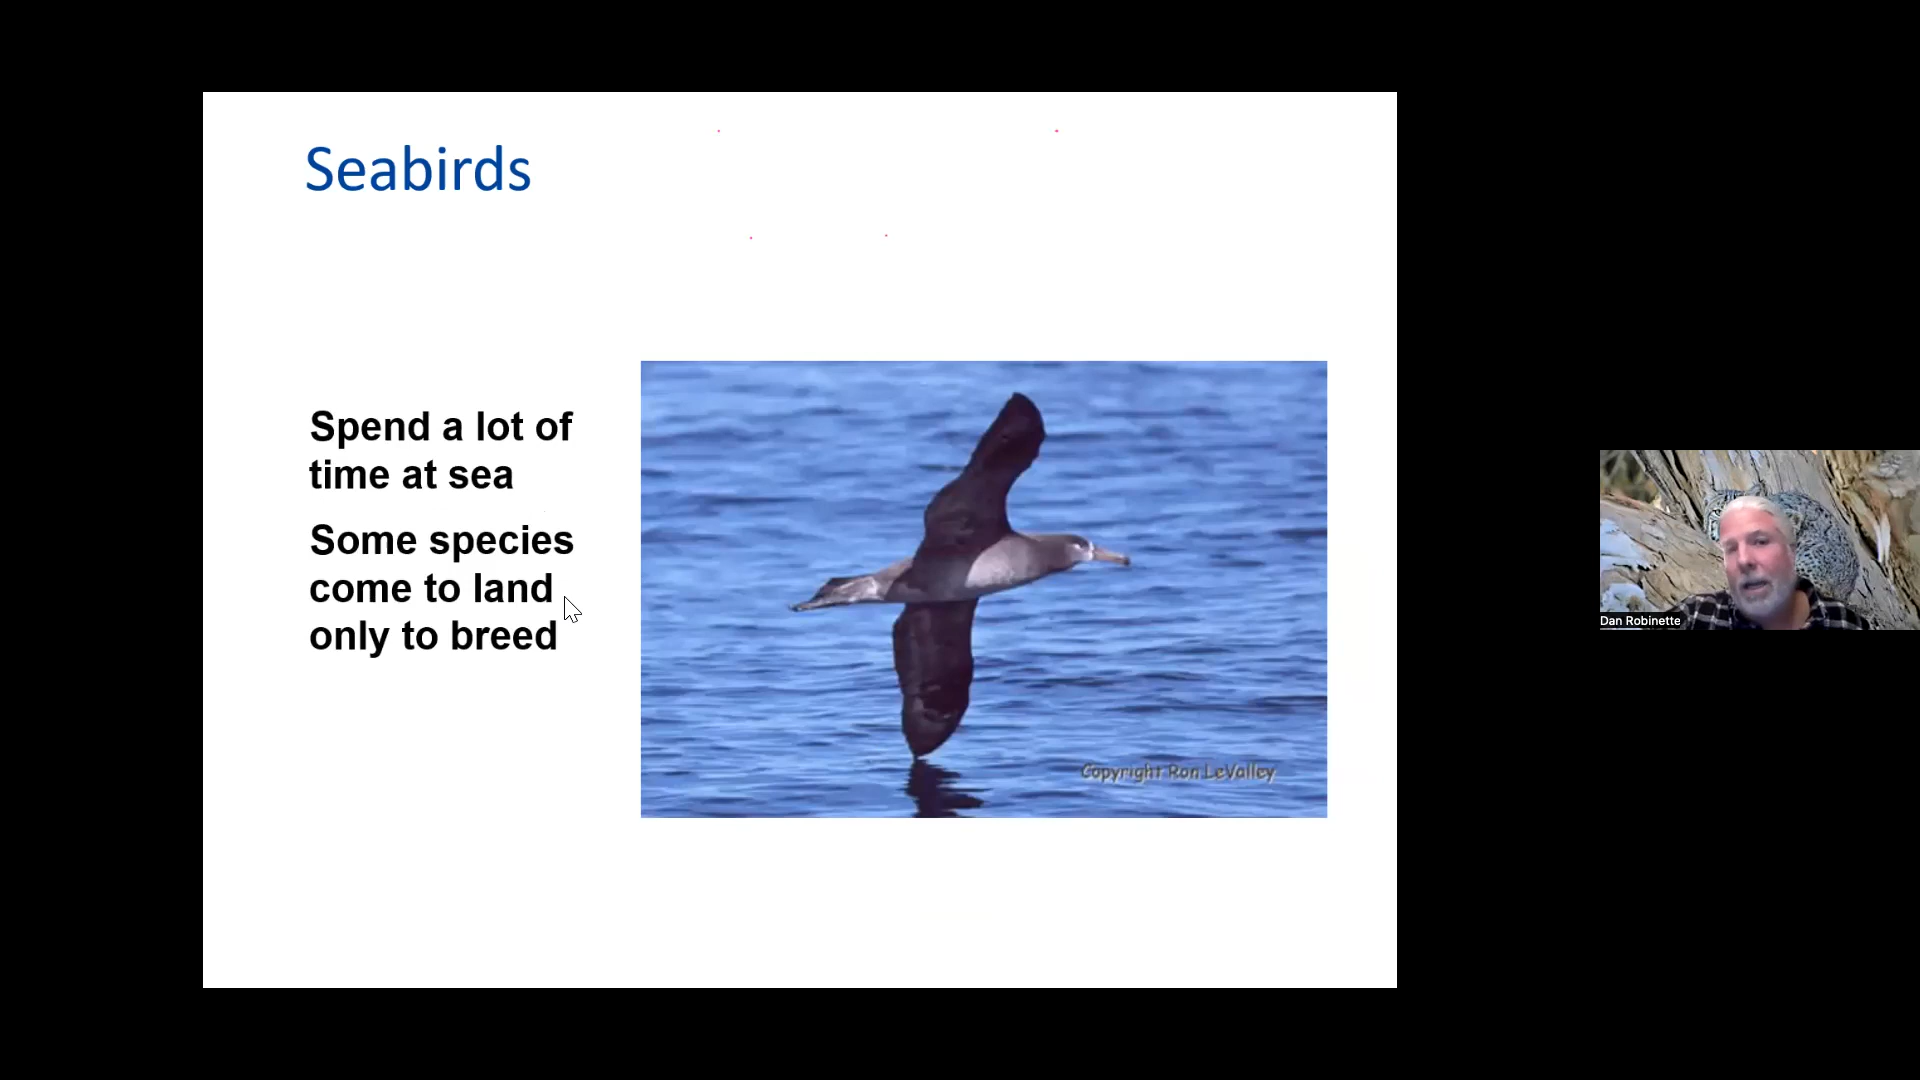 Seabirds
Spend a lot of
time at sea
Some species
come to land
only to breed
Copyright Ron LeValley
Dan Robinette